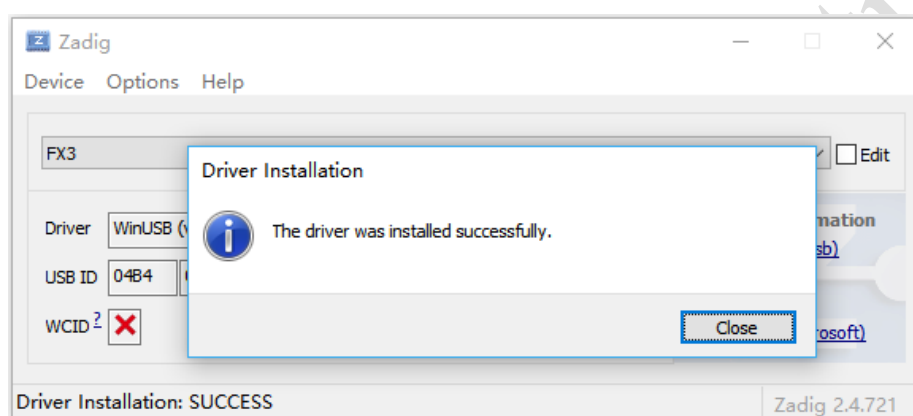 Zadig
Device Options Help
FX3
Edit
Driver Installation
The driver was installed successfully.
Driver WinUSB
USB ID 04B4
WCID ?
Close
Driver Installation: SUCCESS
Zadig 2.4.721